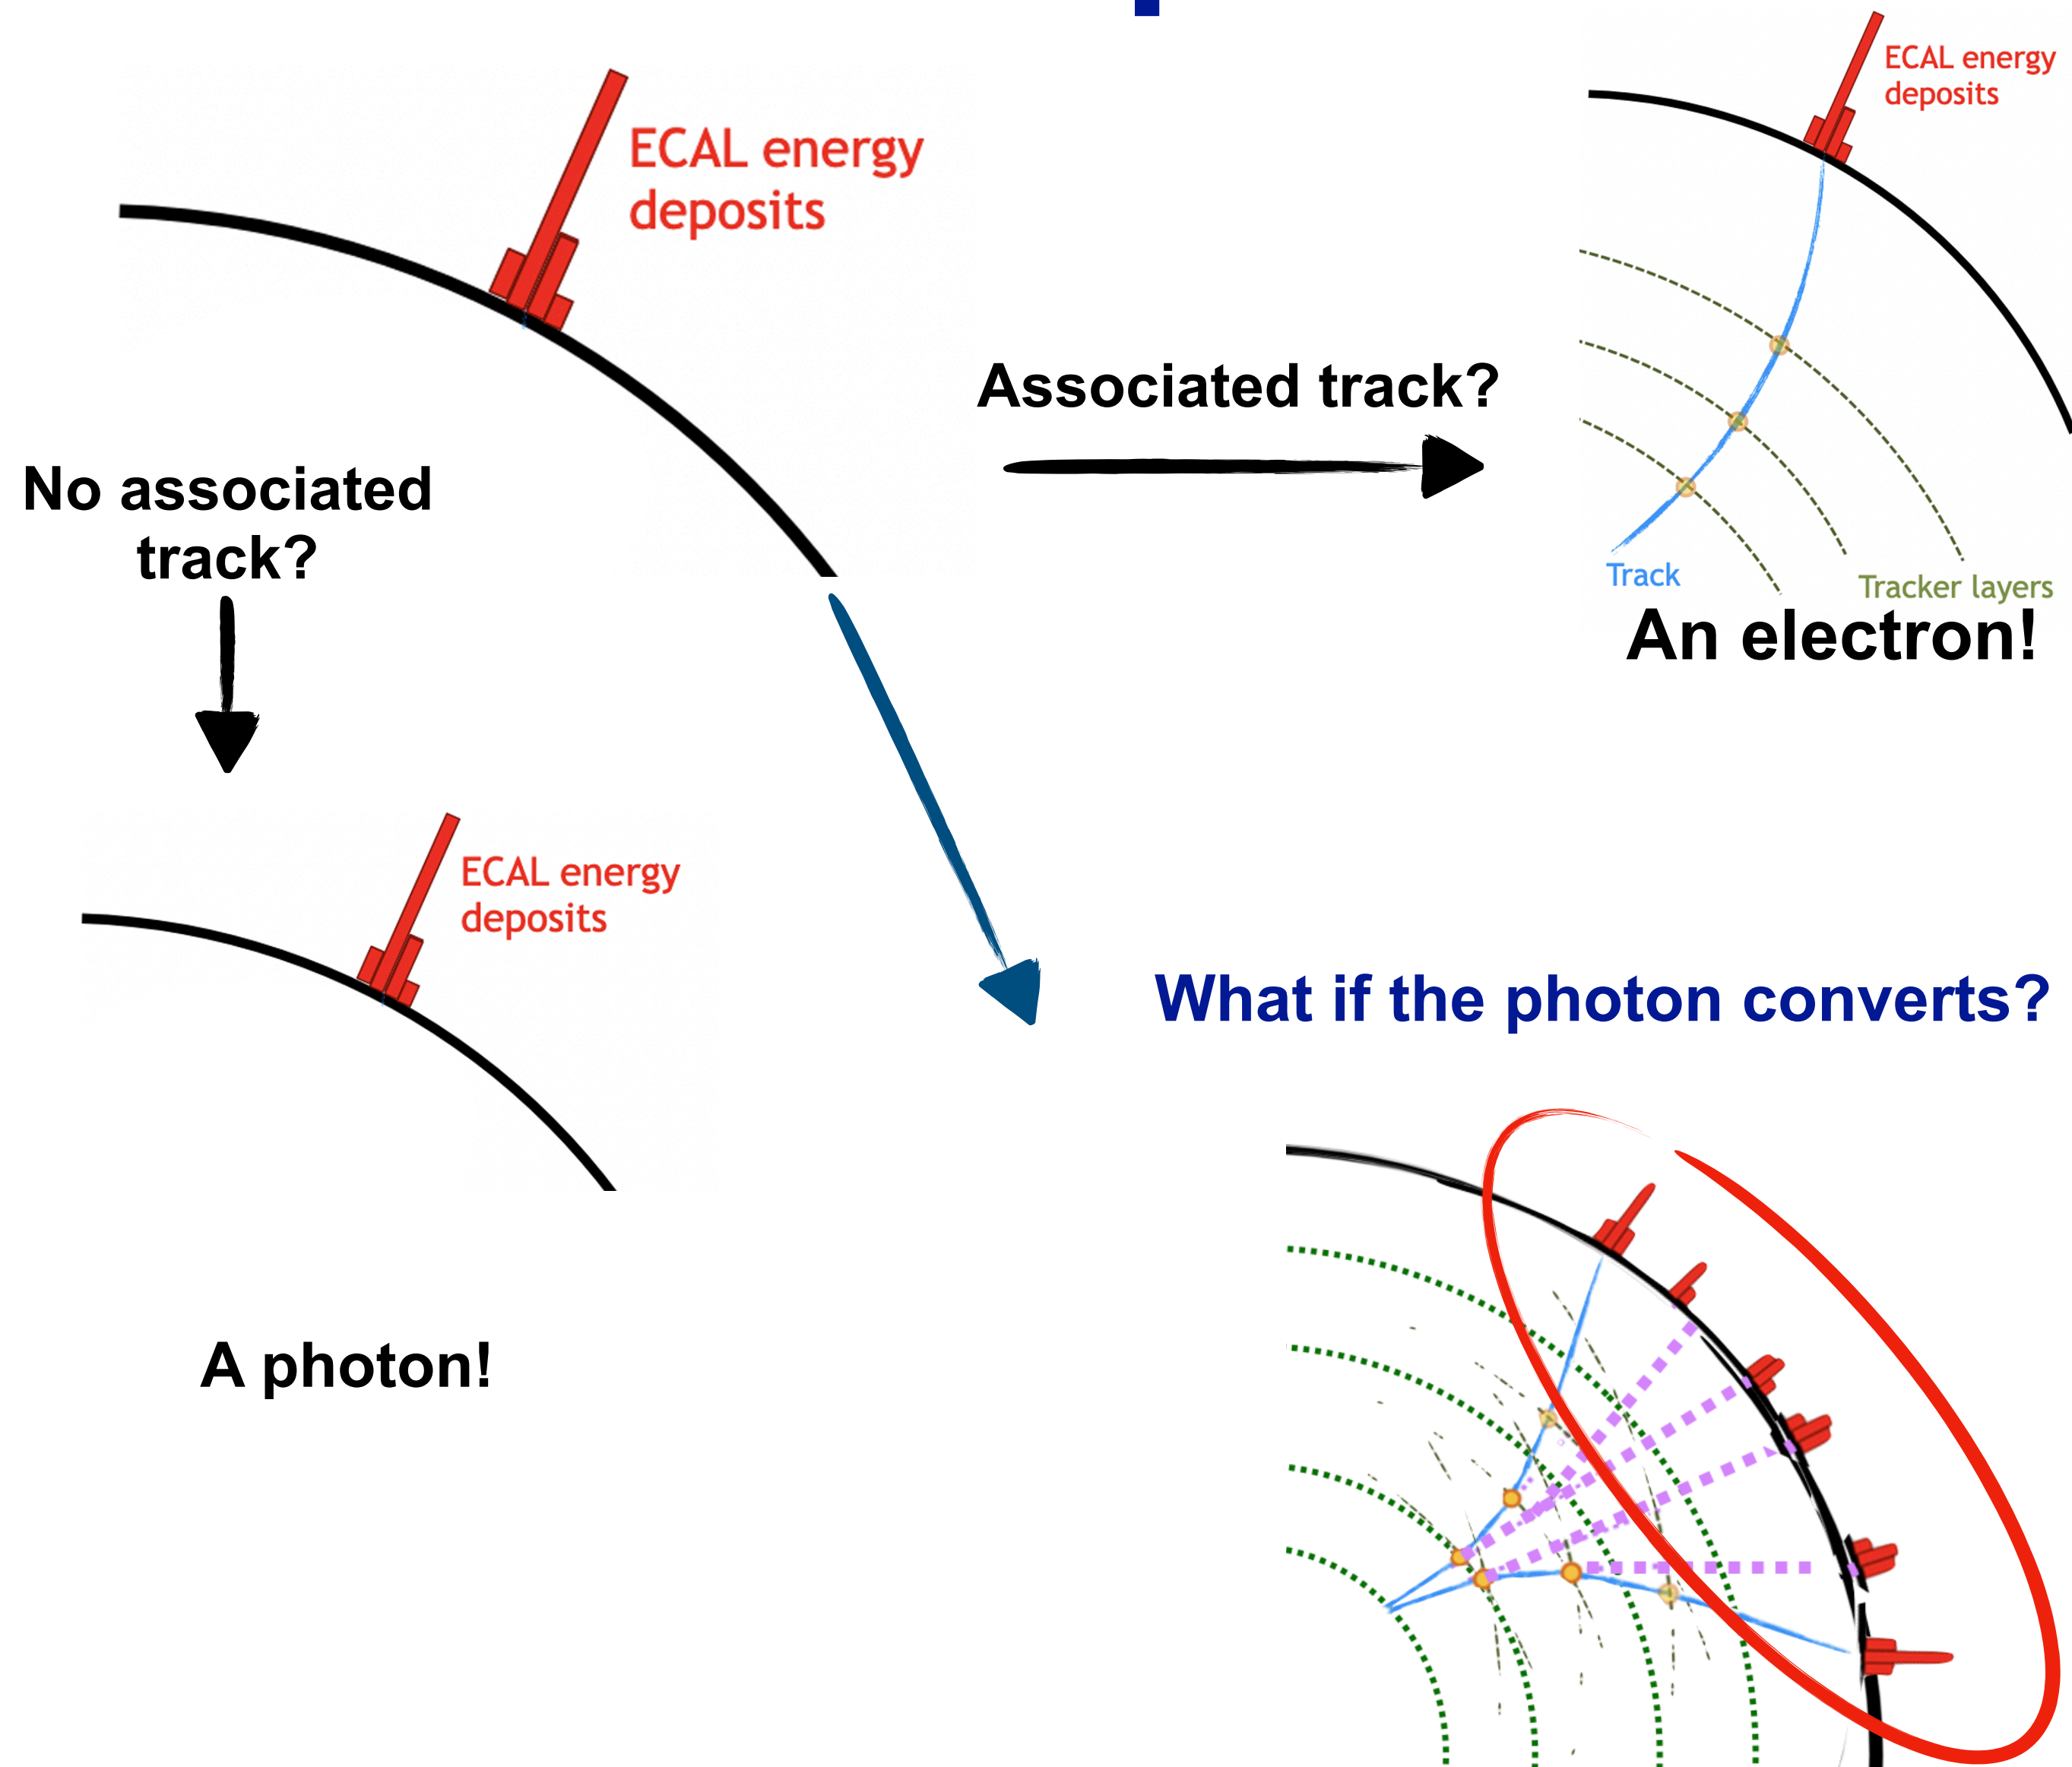 ECAL energy
deposits
ECAL energy
deposits
Associated track?
No associated
track?
Track
Tracker layers
An electron!
ECAL energy
deposits
What if the photon converts?
A photon!